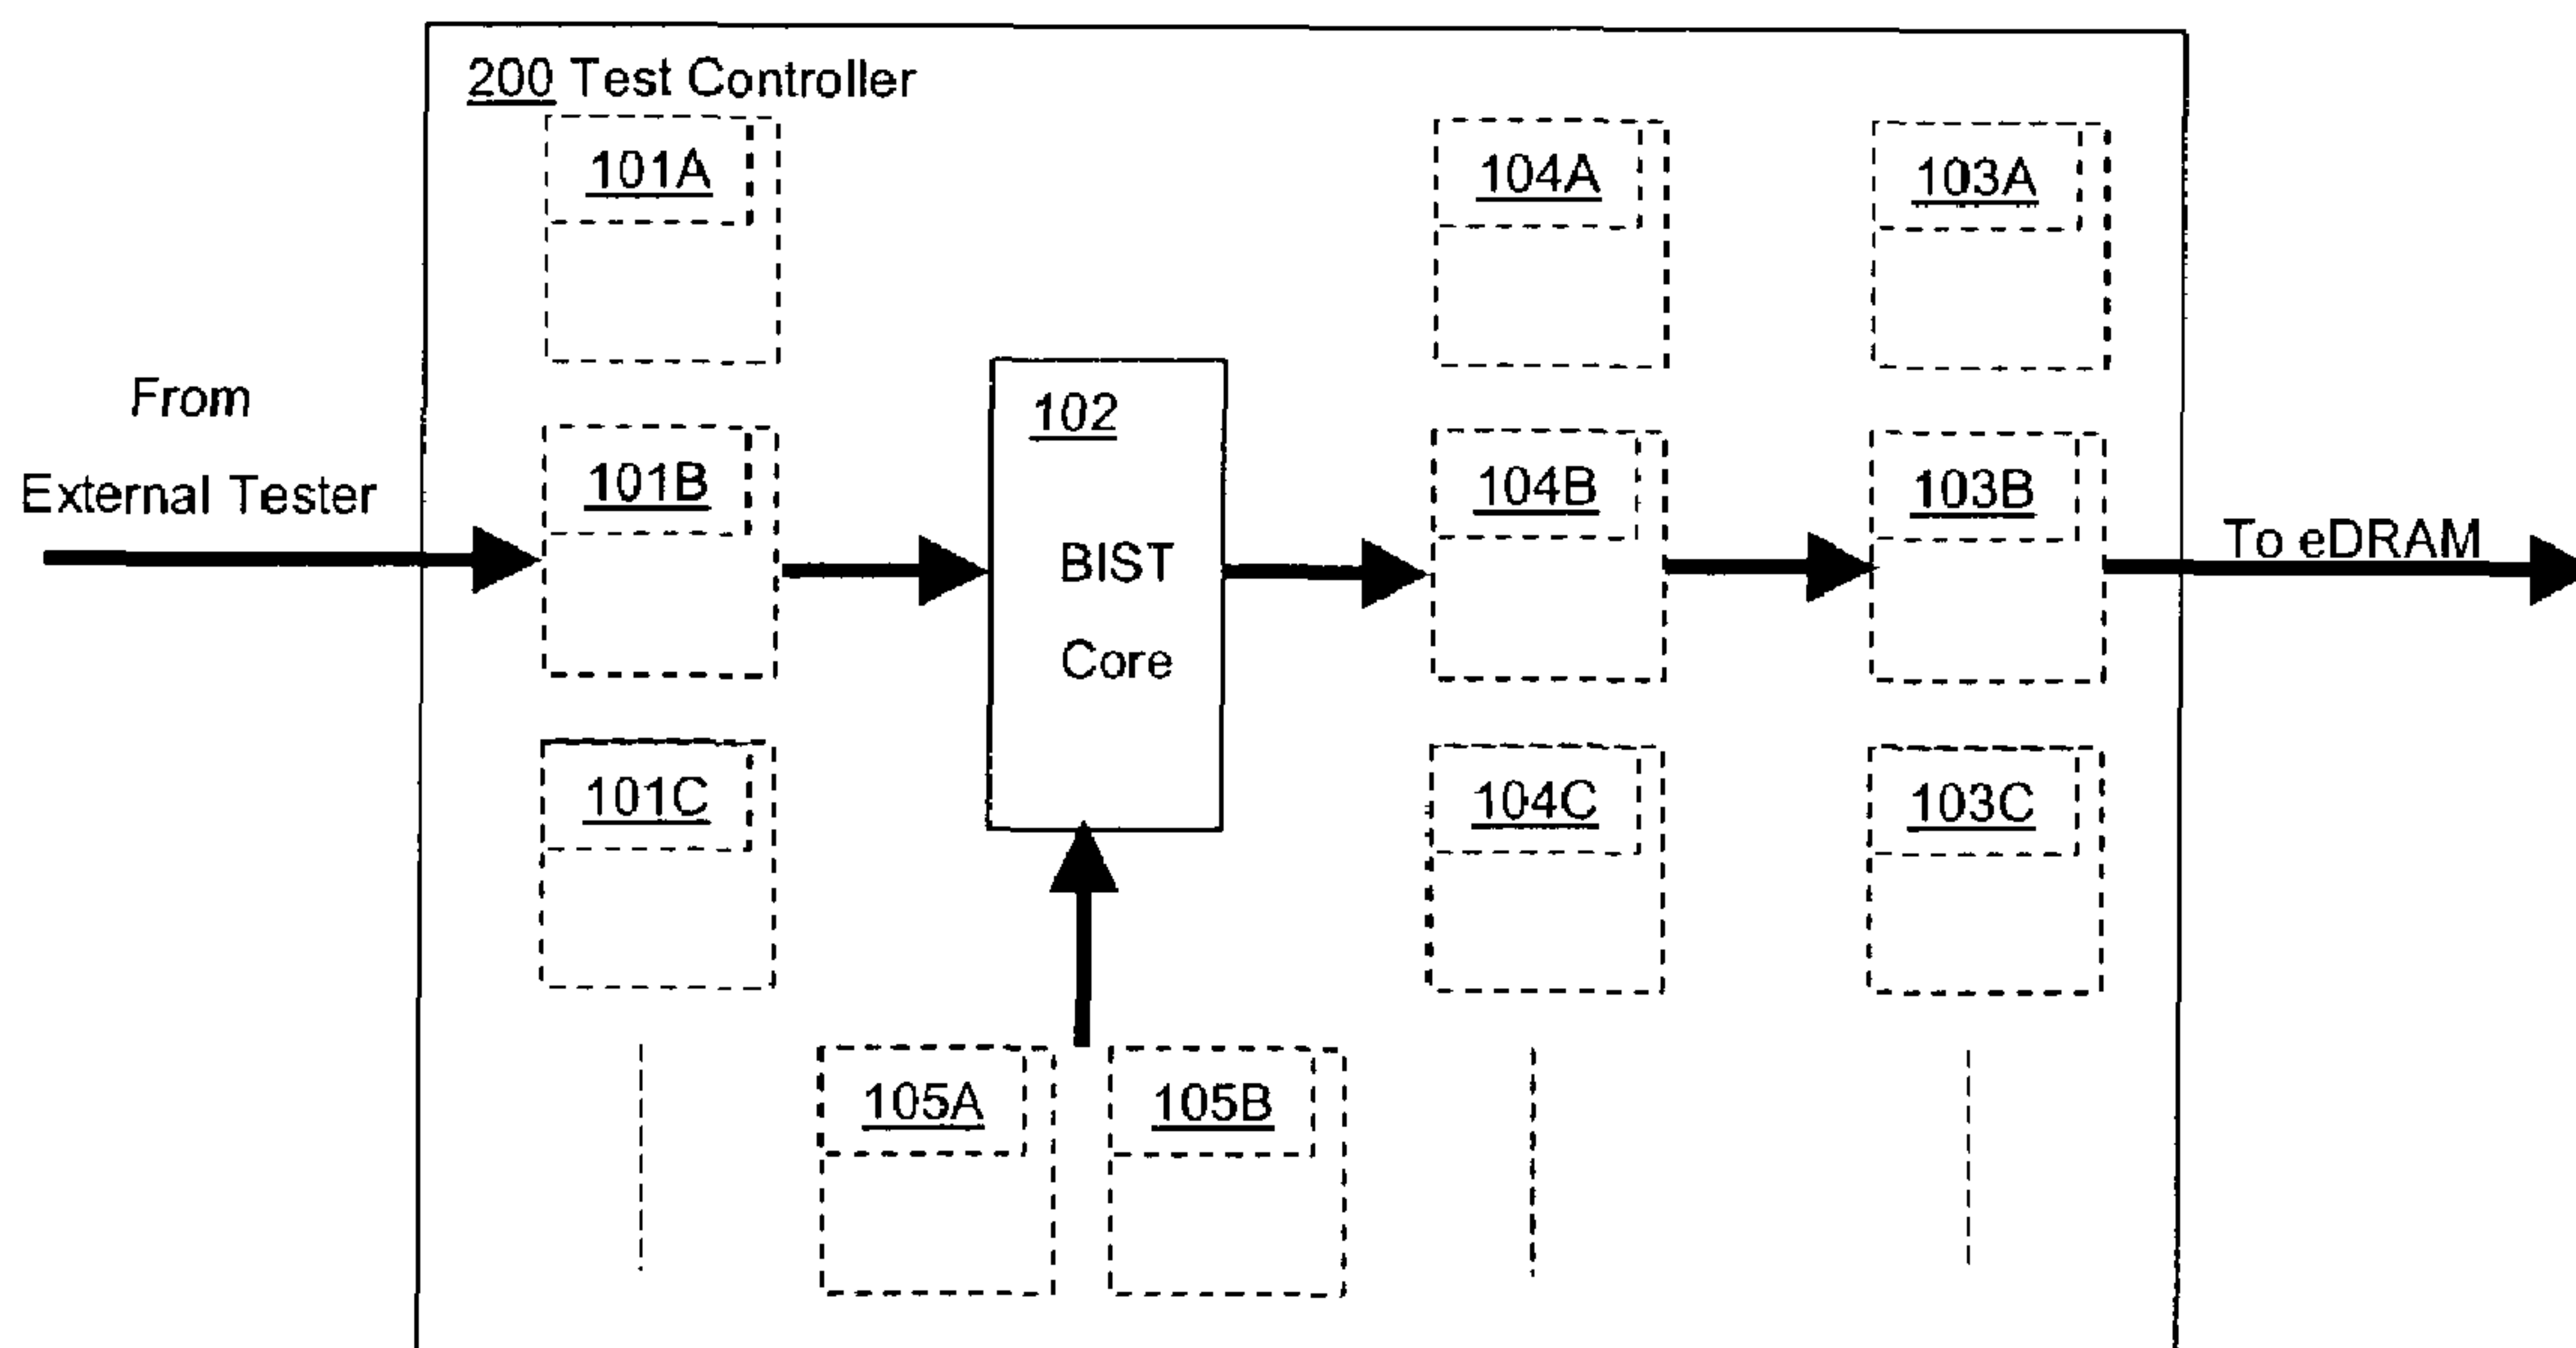 200 Test Controller
101A
104A
103A
From
External Tester
102
BIST
Core
101B
104B
103B
To eDRAM
101C
104C
103C
105A
105B